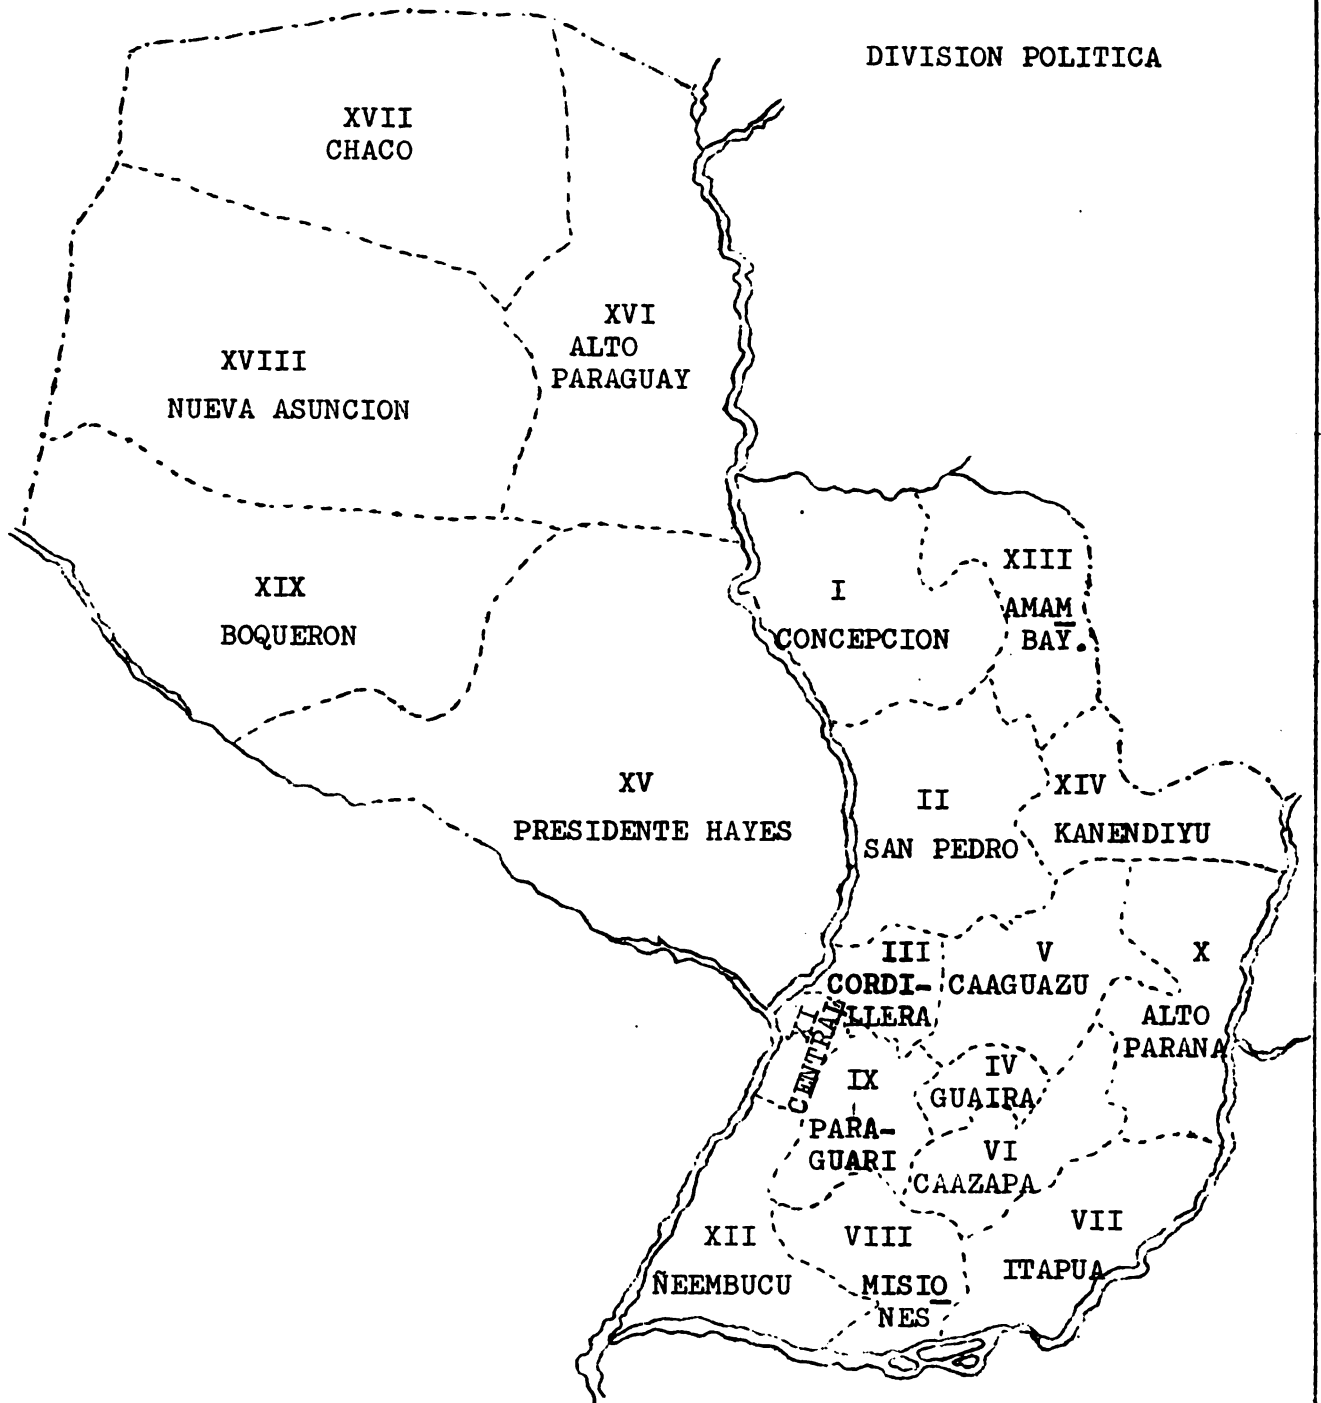 DIVISION POLITICA
XVII
CHACO
XVI
ALTO
PARAGUAY
XVIII
NUEVA ASUNCION
XIX
BOQUERON
I
CONCEPCION
XIII
AMAM
BAY.
XV
PRESIDENTE HAYES
II
SAN PEDRO
XIV
KANENDIYU
III
CORDI-
LLERA
V
CAAGUAZU
X
ALTO
PARANA
XI
CENTRAL
IV
GUAIRA
IX
PARA-
GUARI
VI
CAAZAPA
XII
ÑEEMBUCU
VIII
MISIO
NES
VII
ITAPUA